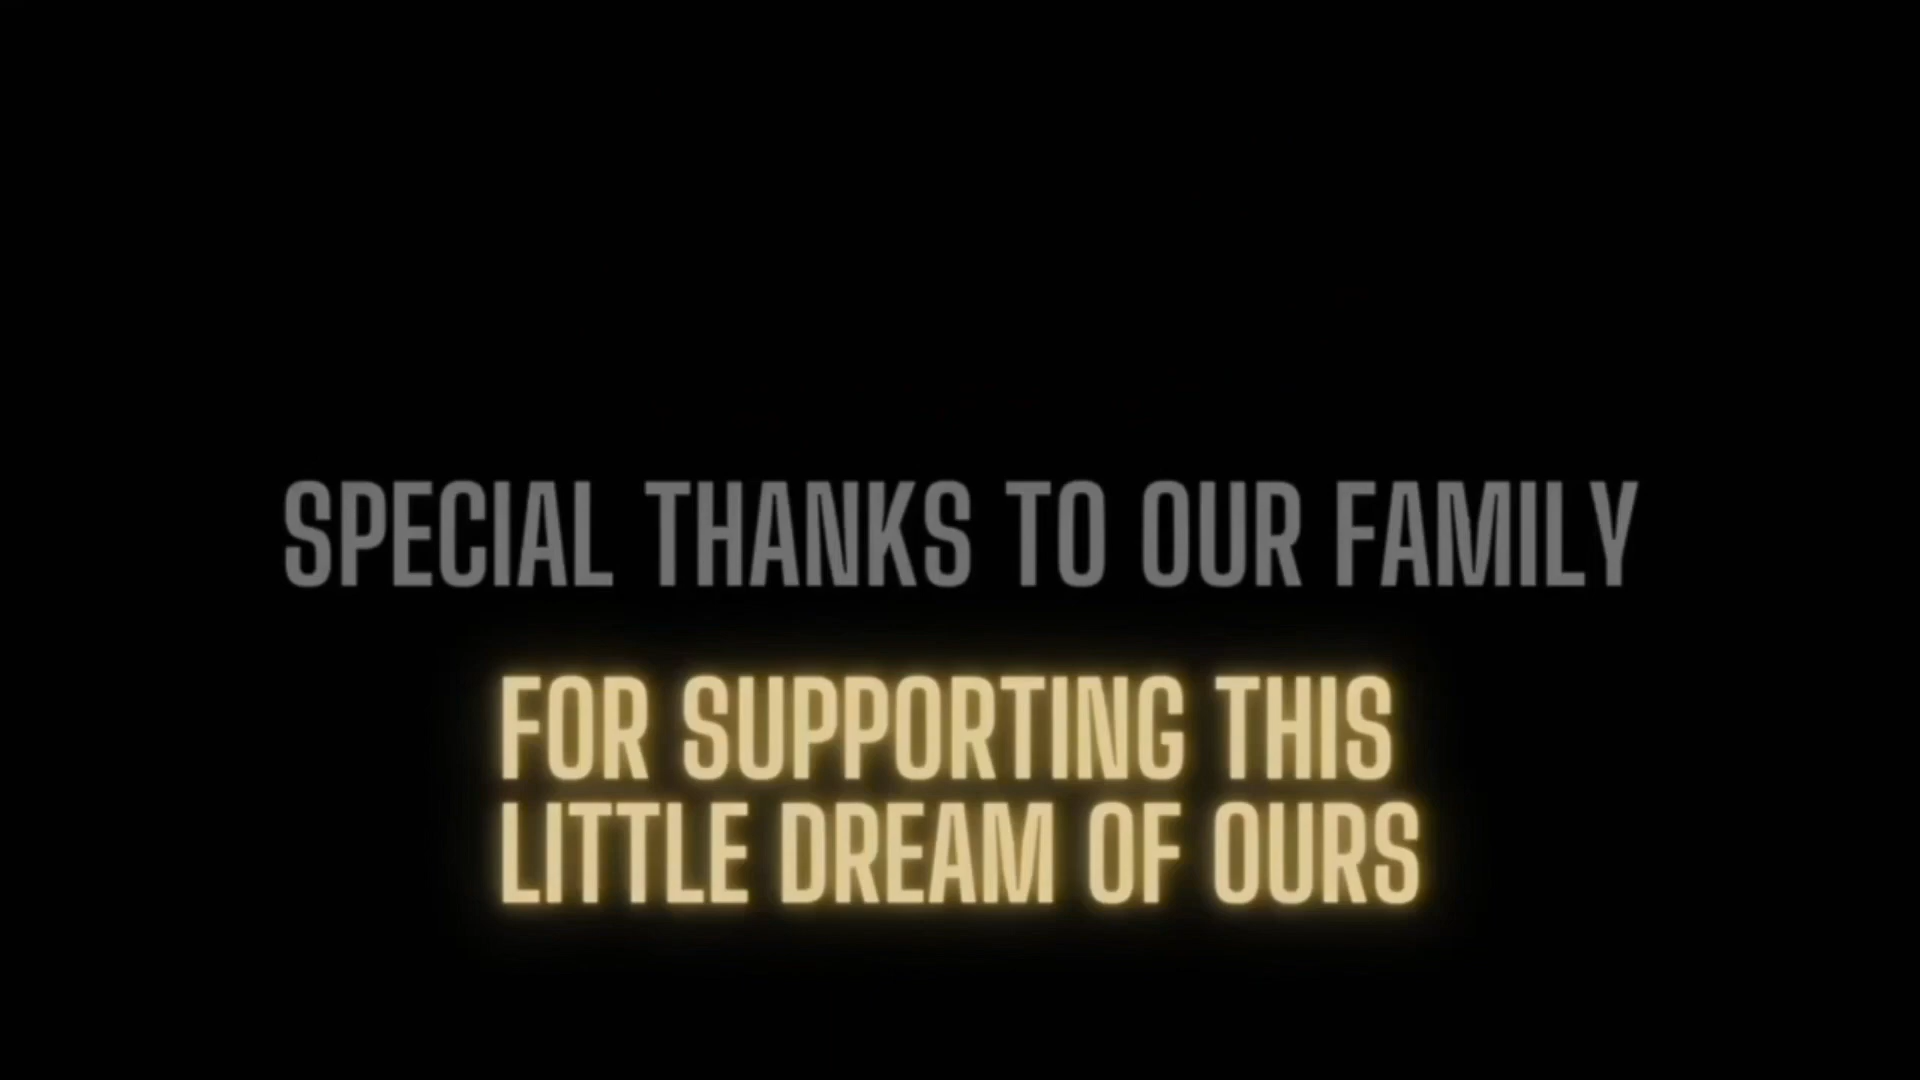 SPECIAL THANKS TO OUR FAMILY
FOR SUPPORTING THIS
LITTLE DREAM OF OURS